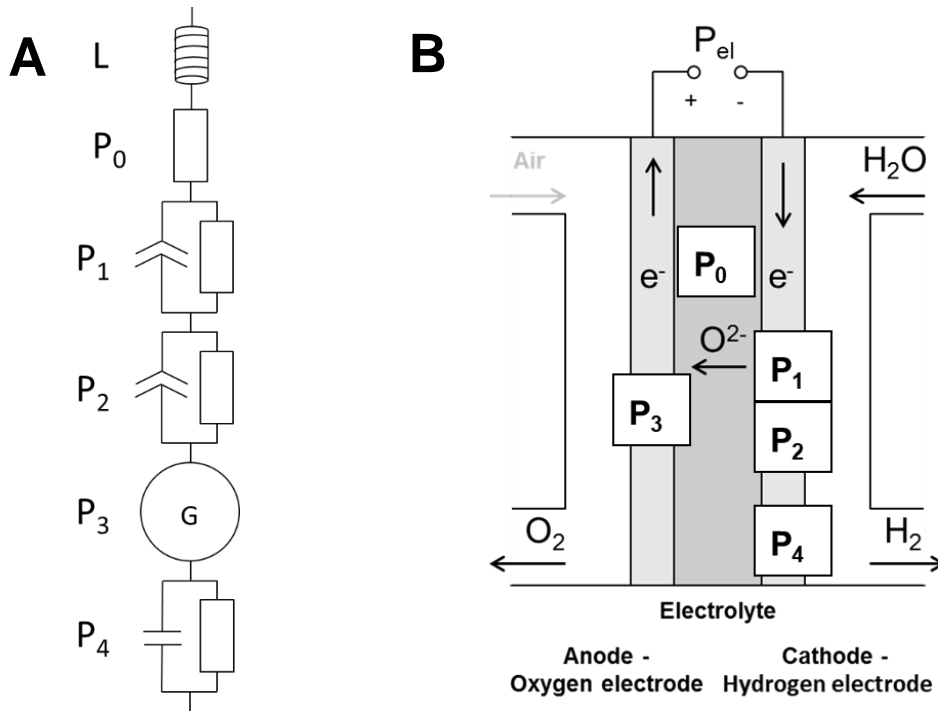 A
L
P₀
P₁
P₂
P₃
G
P₄
B
Pel
+ -
Air
H₂O
P₀
e⁻
e⁻
O²⁻
P₁
P₃
P₂
O₂
P₄
H₂
Electrolyte
Anode -
Oxygen electrode
Cathode -
Hydrogen electrode